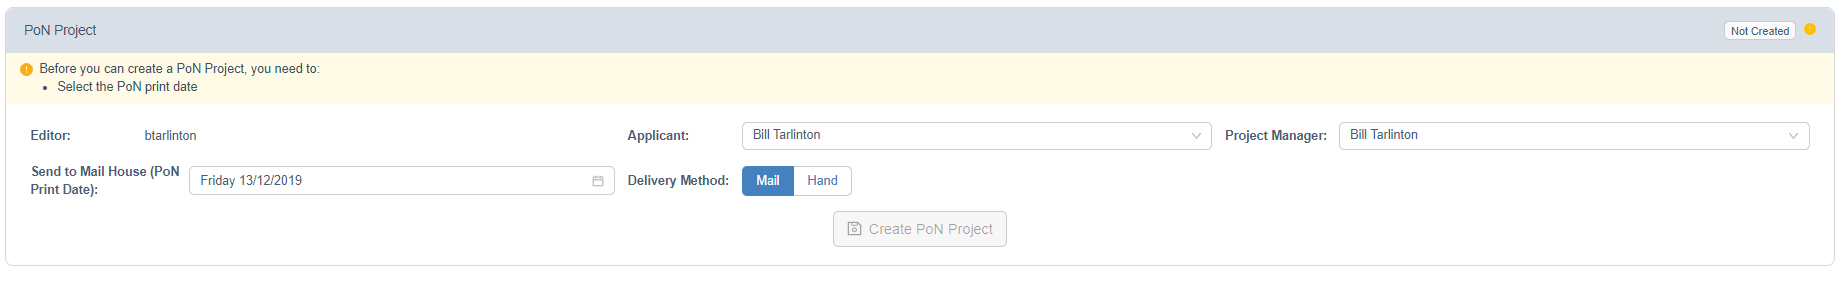 PoN Project
Not Created
Before you can create a PoN Project, you need to:
• Select the PoN print date
Editor: btarlinton
Applicant: Bill Tarlinton
Project Manager: Bill Tarlinton
Send to Mail House (PoN
Print Date): Friday 13/12/2019
Delivery Method: Mail Hand
Create PoN Project